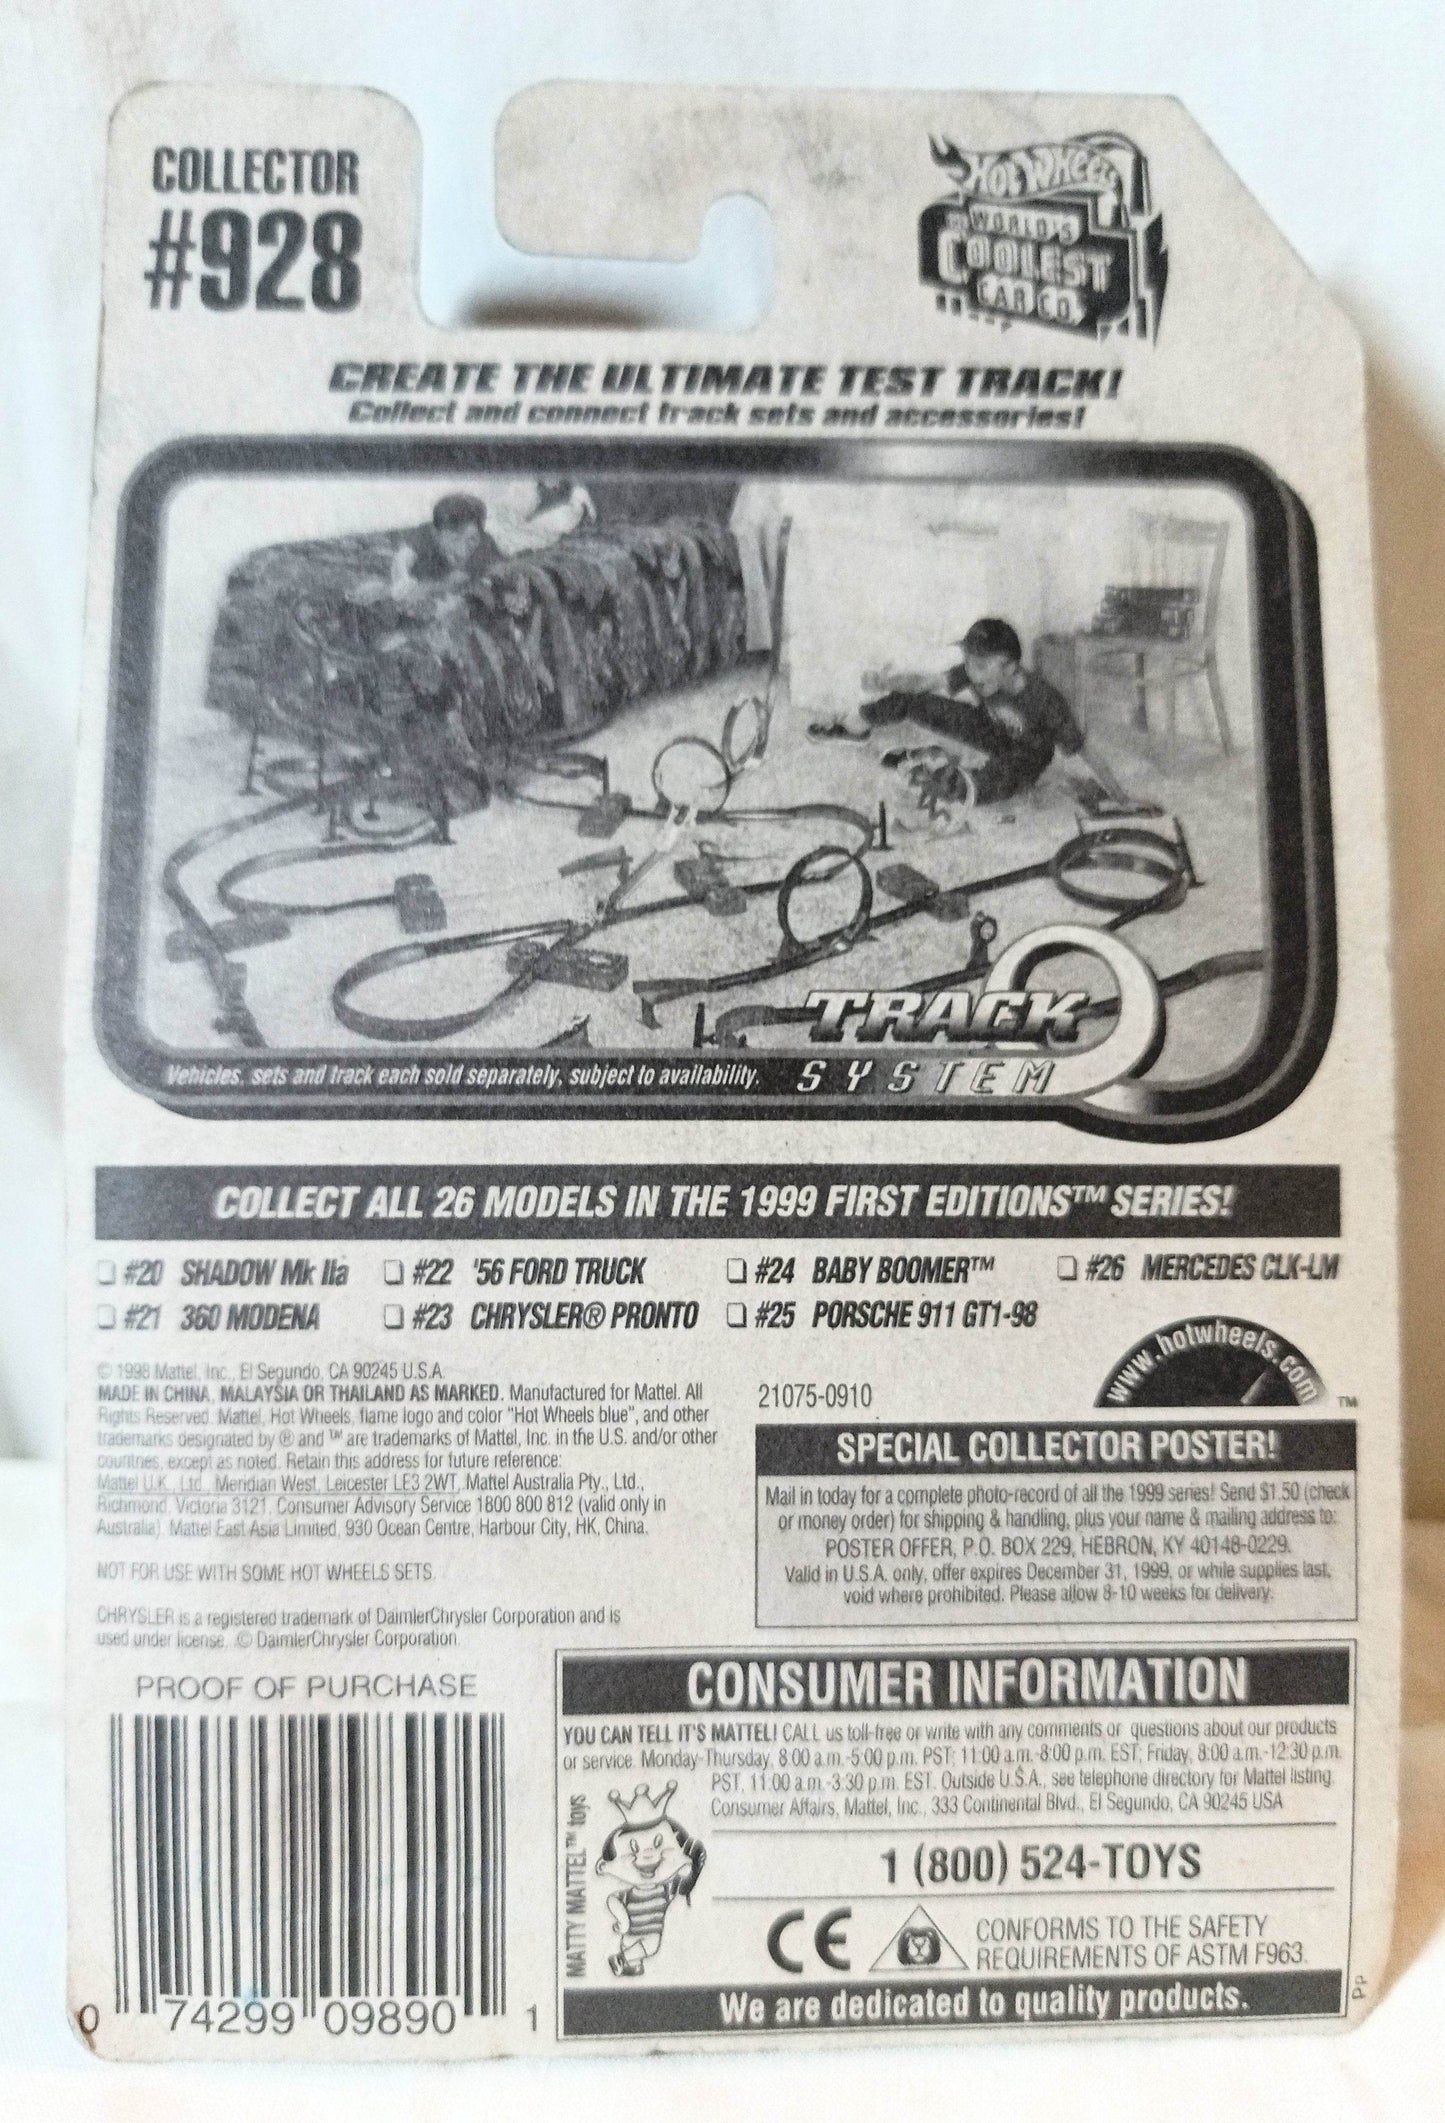 COLLECTOR
#928
HOT WHEELS
WORLD'S
COOLEST
CAR CO.
CREATE THE ULTIMATE TEST TRACK!
Collect and connect track sets and accessories!
TRACK
SYSTEM
Vehicles, sets and track each sold separately, subject to availability.
COLLECT ALL 26 MODELS IN THE 1999 FIRST EDITIONS™ SERIES!
#20 SHADOW Mk IIa #22 '56 FORD TRUCK #24 BABY BOOMER™ #26 MERCEDES CLK-LM
#21 360 MODENA #23 CHRYSLER® PRONTO #25 PORSCHE 911 GT1-98
www.hotwheels.com
™
© 1998 Mattel, Inc., El Segundo, CA 90245 U.S.A.
MADE IN CHINA, MALAYSIA OR THAILAND AS MARKED. Manufactured for Mattel. All
Rights Reserved. Mattel, Hot Wheels, flame logo and color "Hot Wheels blue", and other
trademarks designated by ® and ™ are trademarks of Mattel, Inc. in the U.S. and/or other
countries, except as noted. Retain this address for future reference:
Mattel U.K., Ltd., Meridian West, Leicester LE3 2WT, Mattel Australia Pty., Ltd.,
Richmond, Victoria 3121. Consumer Advisory Service 1800 800 812 (valid only in
Australia). Mattel East Asia Limited, 930 Ocean Centre, Harbour City, HK, China.
NOT FOR USE WITH SOME HOT WHEELS SETS.
CHRYSLER is a registered trademark of DaimlerChrysler Corporation and is
used under license. © DaimlerChrysler Corporation.
21075-0910
SPECIAL COLLECTOR POSTER!
Mail in today for a complete photo-record of all the 1999 series! Send $1.50 (check
or money order) for shipping & handling, plus your name & mailing address to:
POSTER OFFER, P.O. BOX 229, HEBRON, KY 40148-0229.
Valid in U.S.A. only, offer expires December 31, 1999, or while supplies last,
void where prohibited. Please allow 8-10 weeks for delivery.
PROOF OF PURCHASE
0 74299 09890 1
CONSUMER INFORMATION
YOU CAN TELL IT'S MATTEL! CALL us toll-free or write with any comments or questions about our products
or service. Monday-Thursday, 8:00 a.m.-5:00 p.m. PST; 11:00 a.m.-8:00 p.m. EST; Friday, 8:00 a.m.-12:30 p.m.
PST, 11:00 a.m.-3:30 p.m. EST. Outside U.S.A., see telephone directory for Mattel listing.
Consumer Affairs, Mattel, Inc., 333 Continental Blvd., El Segundo, CA 90245 USA
MATTY MATTEL™ toys
1 (800) 524-TOYS
CE
CONFORMS TO THE SAFETY
REQUIREMENTS OF ASTM F963.
We are dedicated to quality products.
PP